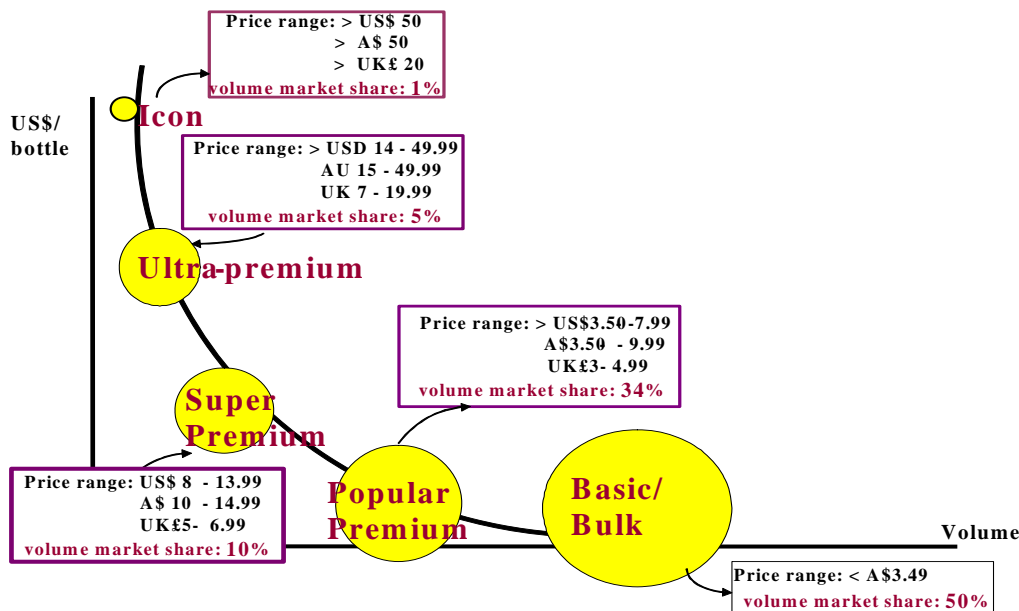 Price range: > US$ 50
> A$ 50
> UK£ 20
volume market share: 1%
US$/
bottle
Icon
Price range: > USD 14 - 49.99
AU 15 - 49.99
UK 7 - 19.99
volume market share: 5%
Ultra-premium
Price range: > US$3.50-7.99
A$3.50 - 9.99
UK£3- 4.99
volume market share: 34%
Super
Premium
Price range: US$ 8 - 13.99
A$ 10 - 14.99
UK£5- 6.99
volume market share: 10%
Popular
Premium
Basic/
Bulk
Volume
Price range: < A$3.49
volume market share: 50%